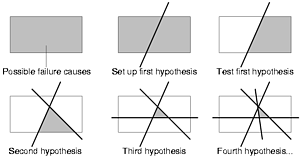 Possible failure causes
Set up first hypothesis
Test first hypothesis
Second hypothesis
Third hypothesis
Fourth hypothesis...